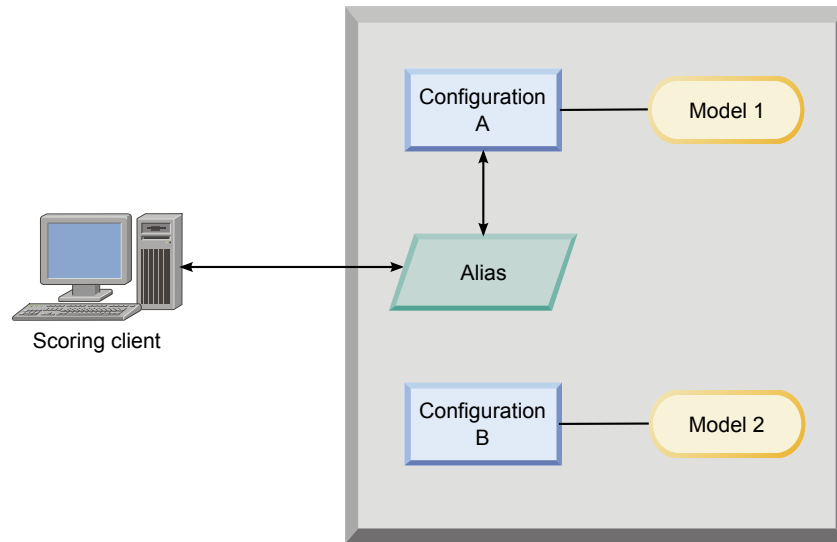 Configuration
A
Model 1
Alias
Scoring client
Configuration
B
Model 2